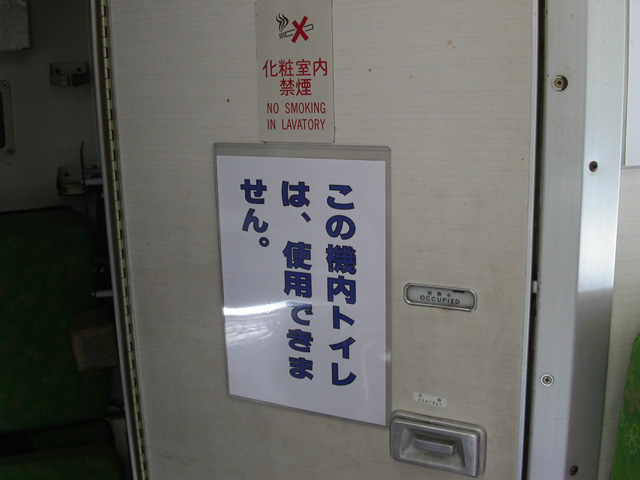 化粧室内
禁煙
NO SMOKING
IN LAVATORY
この機内トイレ
は、使用できま
せん。
OCCUPIED